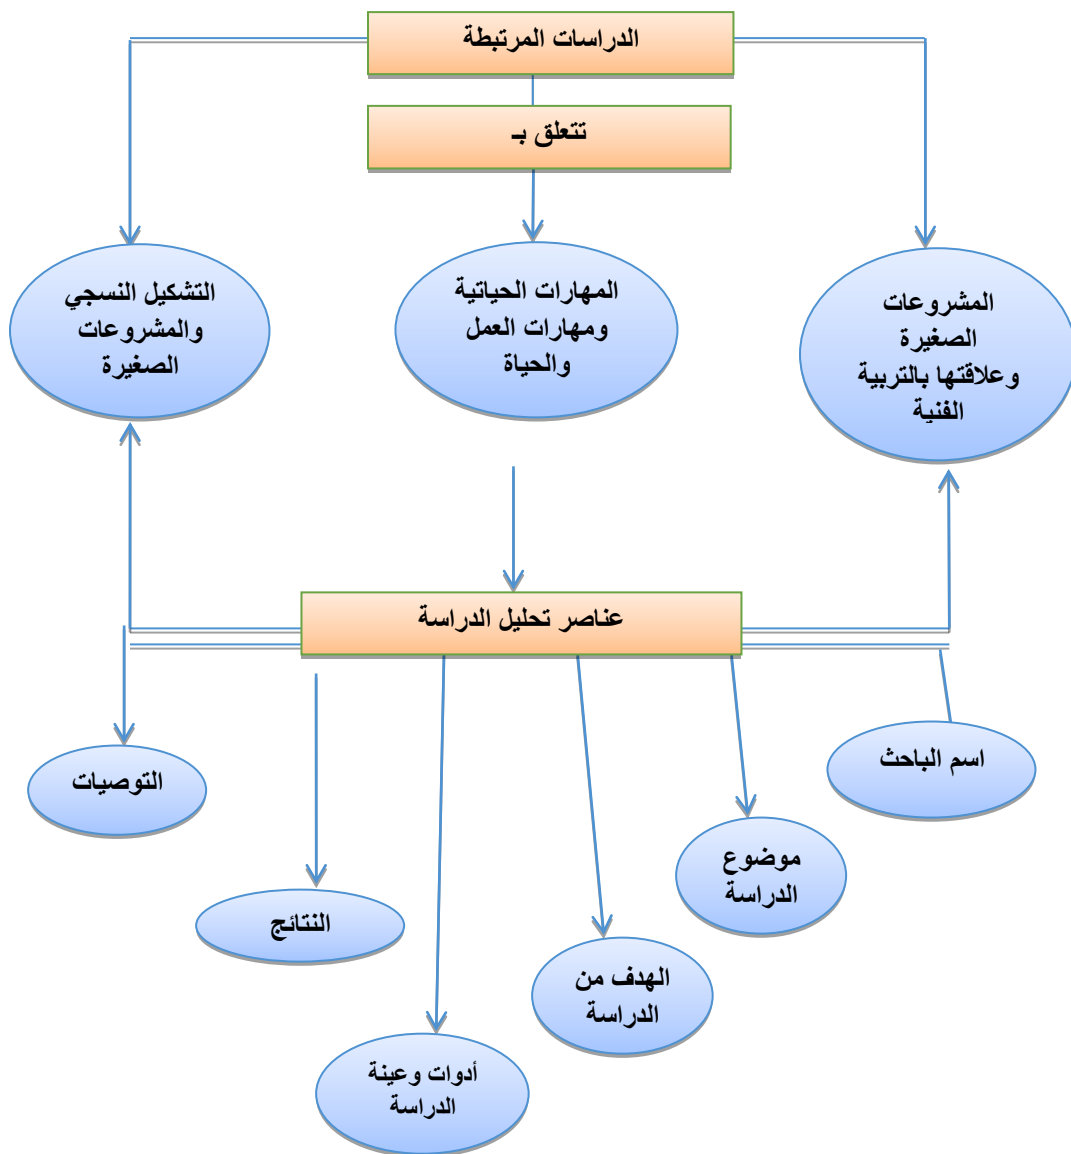 الدراسات المرتبطة
تتعلق بـ
المشروعات
الصغيرة
وعلاقتها بالتربية
الفنية
المهارات الحياتية
ومهارات العمل
والحياة
التشكيل النسجي
والمشروعات
الصغيرة
عناصر تحليل الدراسة
اسم الباحث
موضوع
الدراسة
الهدف من
الدراسة
أدوات وعينة
الدراسة
النتائج
التوصيات